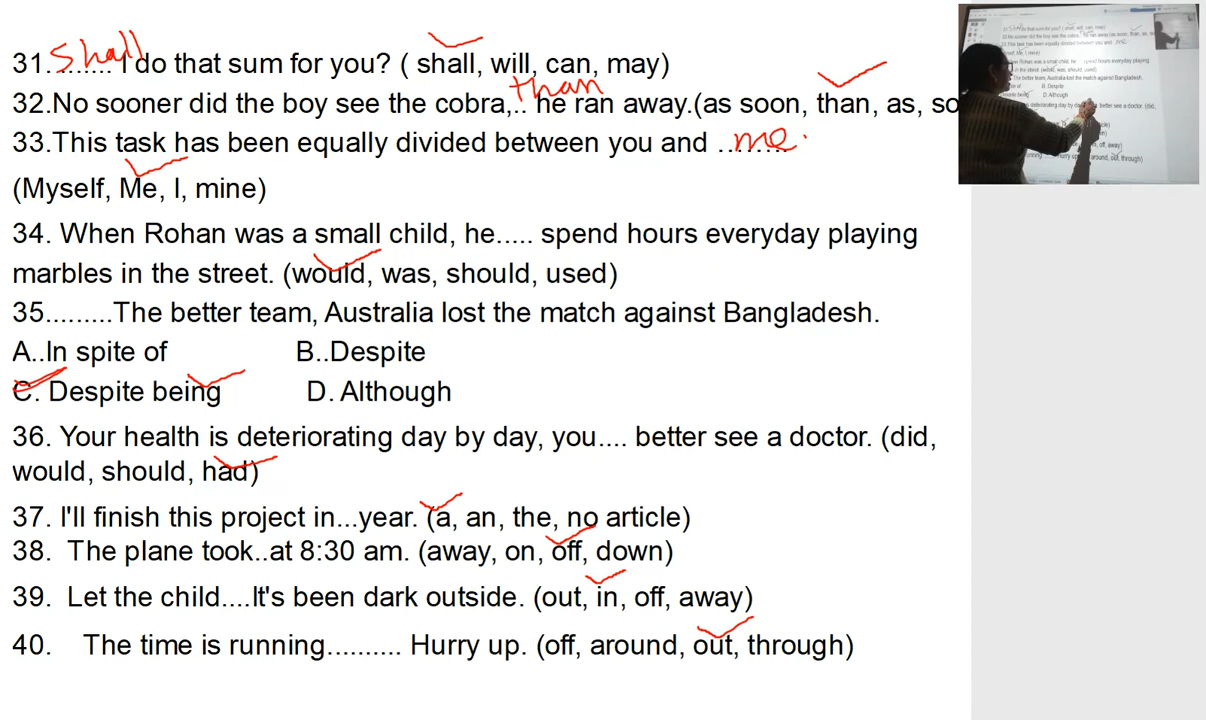 31. Shall I do that sum for you? ( shall, will, can, may)
32.No sooner did the boy see the cobra,.. than he ran away.(as soon, than, as, so
33.This task has been equally divided between you and ........ me.
(Myself, Me, I, mine)
34. When Rohan was a small child, he..... spend hours everyday playing
marbles in the street. (would, was, should, used)
35.........The better team, Australia lost the match against Bangladesh.
A..In spite of B..Despite
C. Despite being D. Although
36. Your health is deteriorating day by day, you.... better see a doctor. (did,
would, should, had)
37. I'll finish this project in...year. (a, an, the, no article)
38. The plane took..at 8:30 am. (away, on, off, down)
39. Let the child....It's been dark outside. (out, in, off, away)
40. The time is running.......... Hurry up. (off, around, out, through)